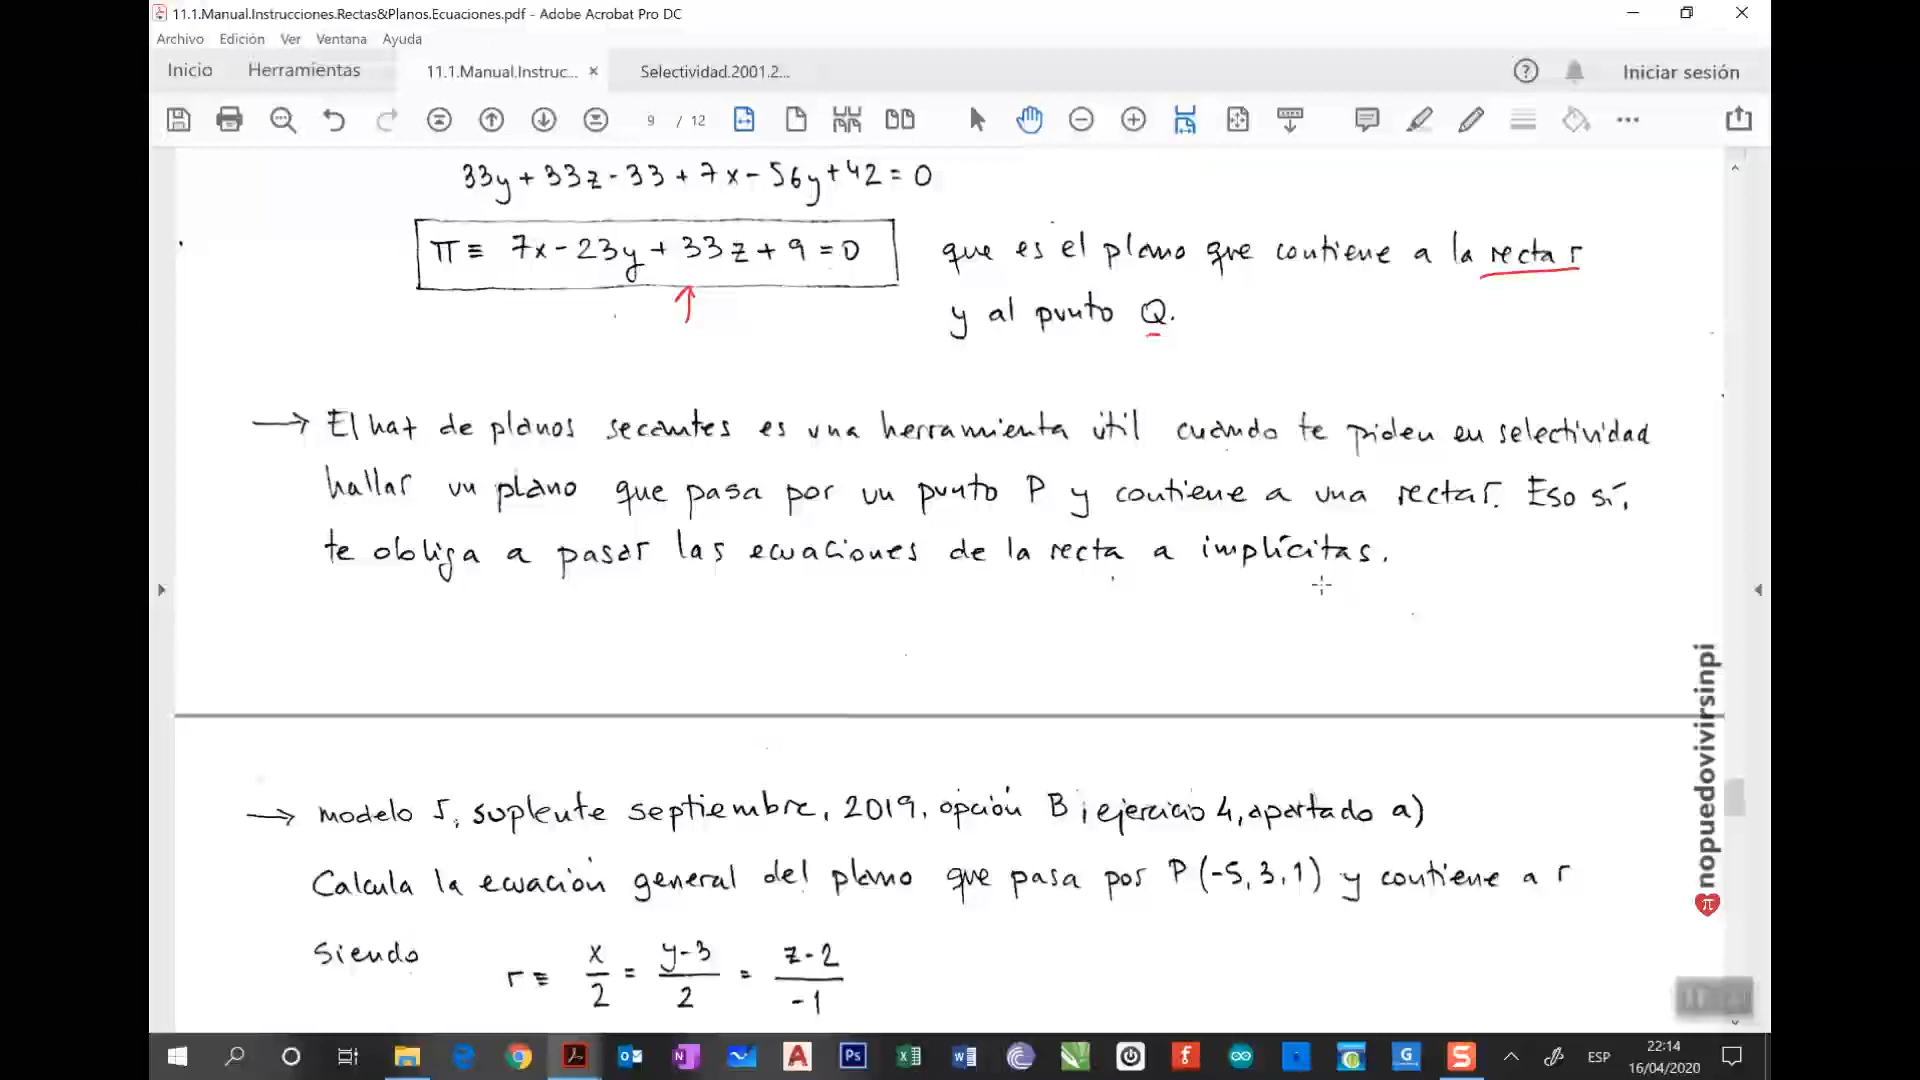 11.1.Manual.Instrucciones.Rectas&Planos.Ecuaciones.pdf - Adobe Acrobat Pro DC
Archivo Edición Ver Ventana Ayuda
Inicio Herramientas 11.1.Manual.Instruc... × Selectividad.2001.2... Iniciar sesión
9 / 12
33y + 33z - 33 + 7x - 56y + 42 = 0
π ≡ 7x - 23y + 33z + 9 = 0 que es el plano que contiene a la recta r
y al punto Q.
→ El haz de planos secantes es una herramienta útil cuando te piden en selectividad
hallar un plano que pasa por un punto P y contiene a una recta r. Eso sí,
te obliga a pasar las ecuaciones de la recta a implícitas.
nopuedovivirsinpi
π
→ modelo 5, suplente septiembre, 2019, opción B, ejercicio 4, apartado a)
Calcula la ecuación general del plano que pasa por P (-5, 3, 1) y contiene a r
siendo r ≡ x/2 = y-3/2 = z-2/-1
ESP 22:14
16/04/2020